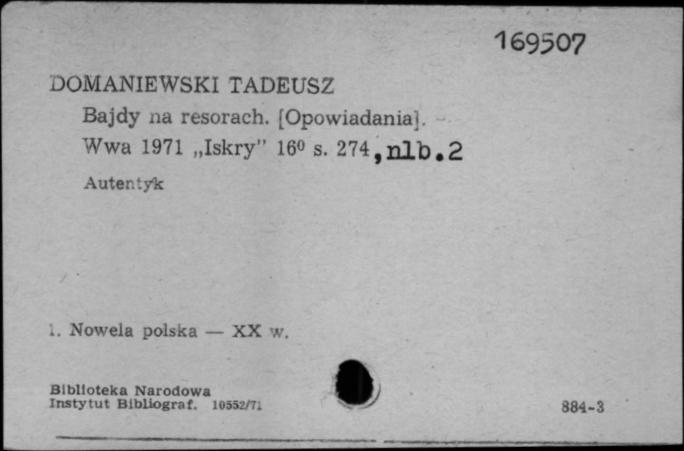 169507
DOMANIEWSKI TADEUSZ
Bajdy na resorach. [Opowiadania].
Wwa 1971 „Iskry” 16⁰ s. 274, nlb. 2
Autentyk
1. Nowela polska — XX w.
Biblioteka Narodowa
Instytut Bibliograf. 10552/71
884-3